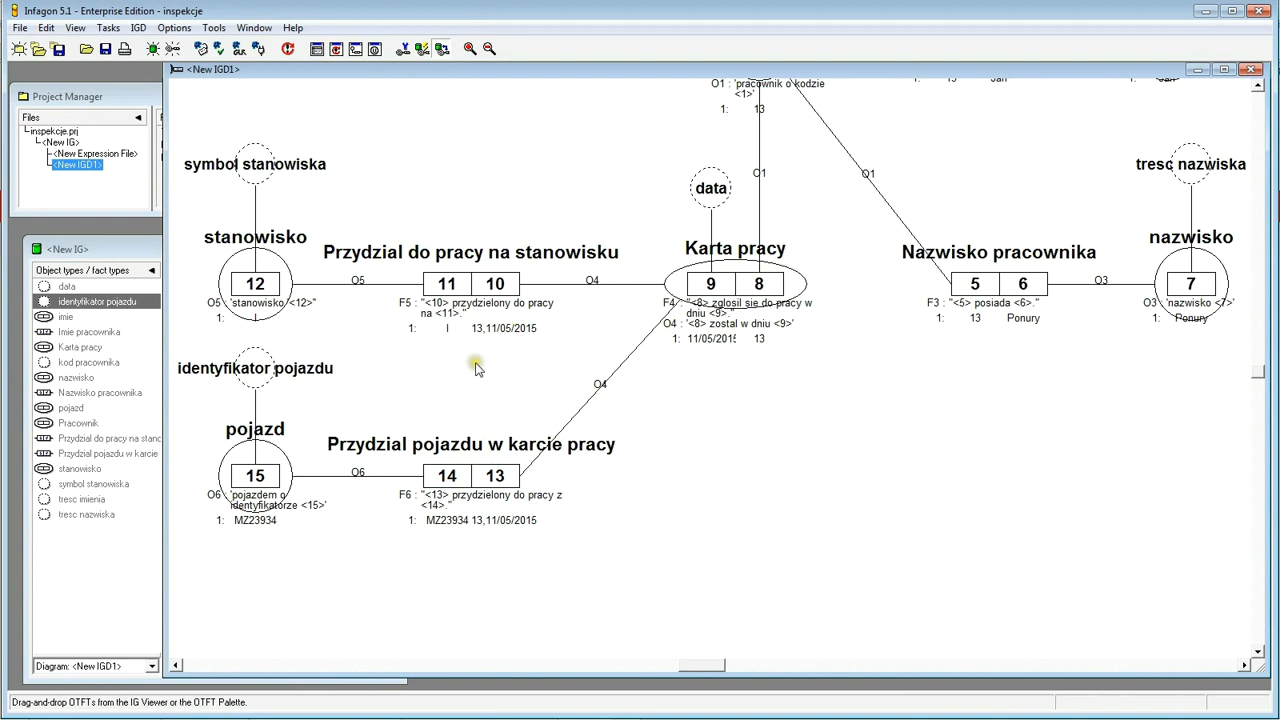 Infagon 5.1 - Enterprise Edition - inspekcje
File Edit View Tasks IGD Options Tools Window Help
<New IGD1>
Project Manager
Files
inspekcje.prj
<New IG>
<New Expression File>
<New IGD1>
<New IG>
Object types / fact types
data
identyfikator pojazdu
imie
Imie pracownika
Karta pracy
kod pracownika
nazwisko
Nazwisko pracownika
pojazd
Pracownik
Przydzial do pracy na stanc
Przydzial pojazdu w karcie
stanowisko
symbol stanowiska
tresc imienia
tresc nazwiska
Diagram: <New IGD1>
O1 : 'pracownik o kodzie
<1>'
1: 13
symbol stanowiska
data
O1
O1
tresc nazwiska
stanowisko
Przydzial do pracy na stanowisku
Karta pracy
Nazwisko pracownika
nazwisko
12
O5
11 10
O4
9 8
5 6
O3
7
O5 : 'stanowisko <12>"
1: I
F5 : "<10> przydzielony do pracy
na <11>."
1: I 13,11/05/2015
F4 : "<8> zglosil sie do pracy w
dniu <9>."
O4 : '<8> zostal w dniu <9>'
1: 11/05/2015 13
F3 : "<5> posiada <6>."
1: 13 Ponury
O3 : 'nazwisko <7>'
1: Ponury
identyfikator pojazdu
O4
pojazd
Przydzial pojazdu w karcie pracy
15
O6
14 13
O6 : 'pojazdem o
identyfikatorze <15>'
1: MZ23934
F6 : "<13> przydzielony do pracy z
<14>."
1: MZ23934 13,11/05/2015
Drag-and-drop OTFTs from the IG Viewer or the OTFT Palette.